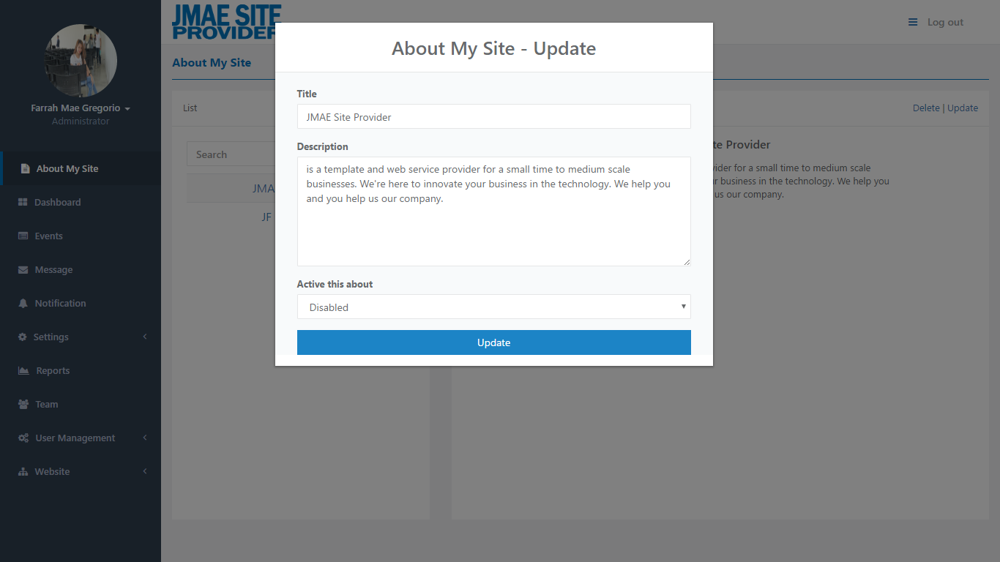 JMAE SITE
PROVIDER
Log out
Farrah Mae Gregorio
Administrator
About My Site
Dashboard
Events
Message
Notification
Settings
Reports
Team
User Management
Website
About My Site
List
Search
JMA
JF
Delete | Update
te Provider
vider for a small time to medium scale
r business in the technology. We help you
us our company.
About My Site - Update
Title
JMAE Site Provider
Description
is a template and web service provider for a small time to medium scale
businesses. We're here to innovate your business in the technology. We help you
and you help us our company.
Active this about
Disabled
Update